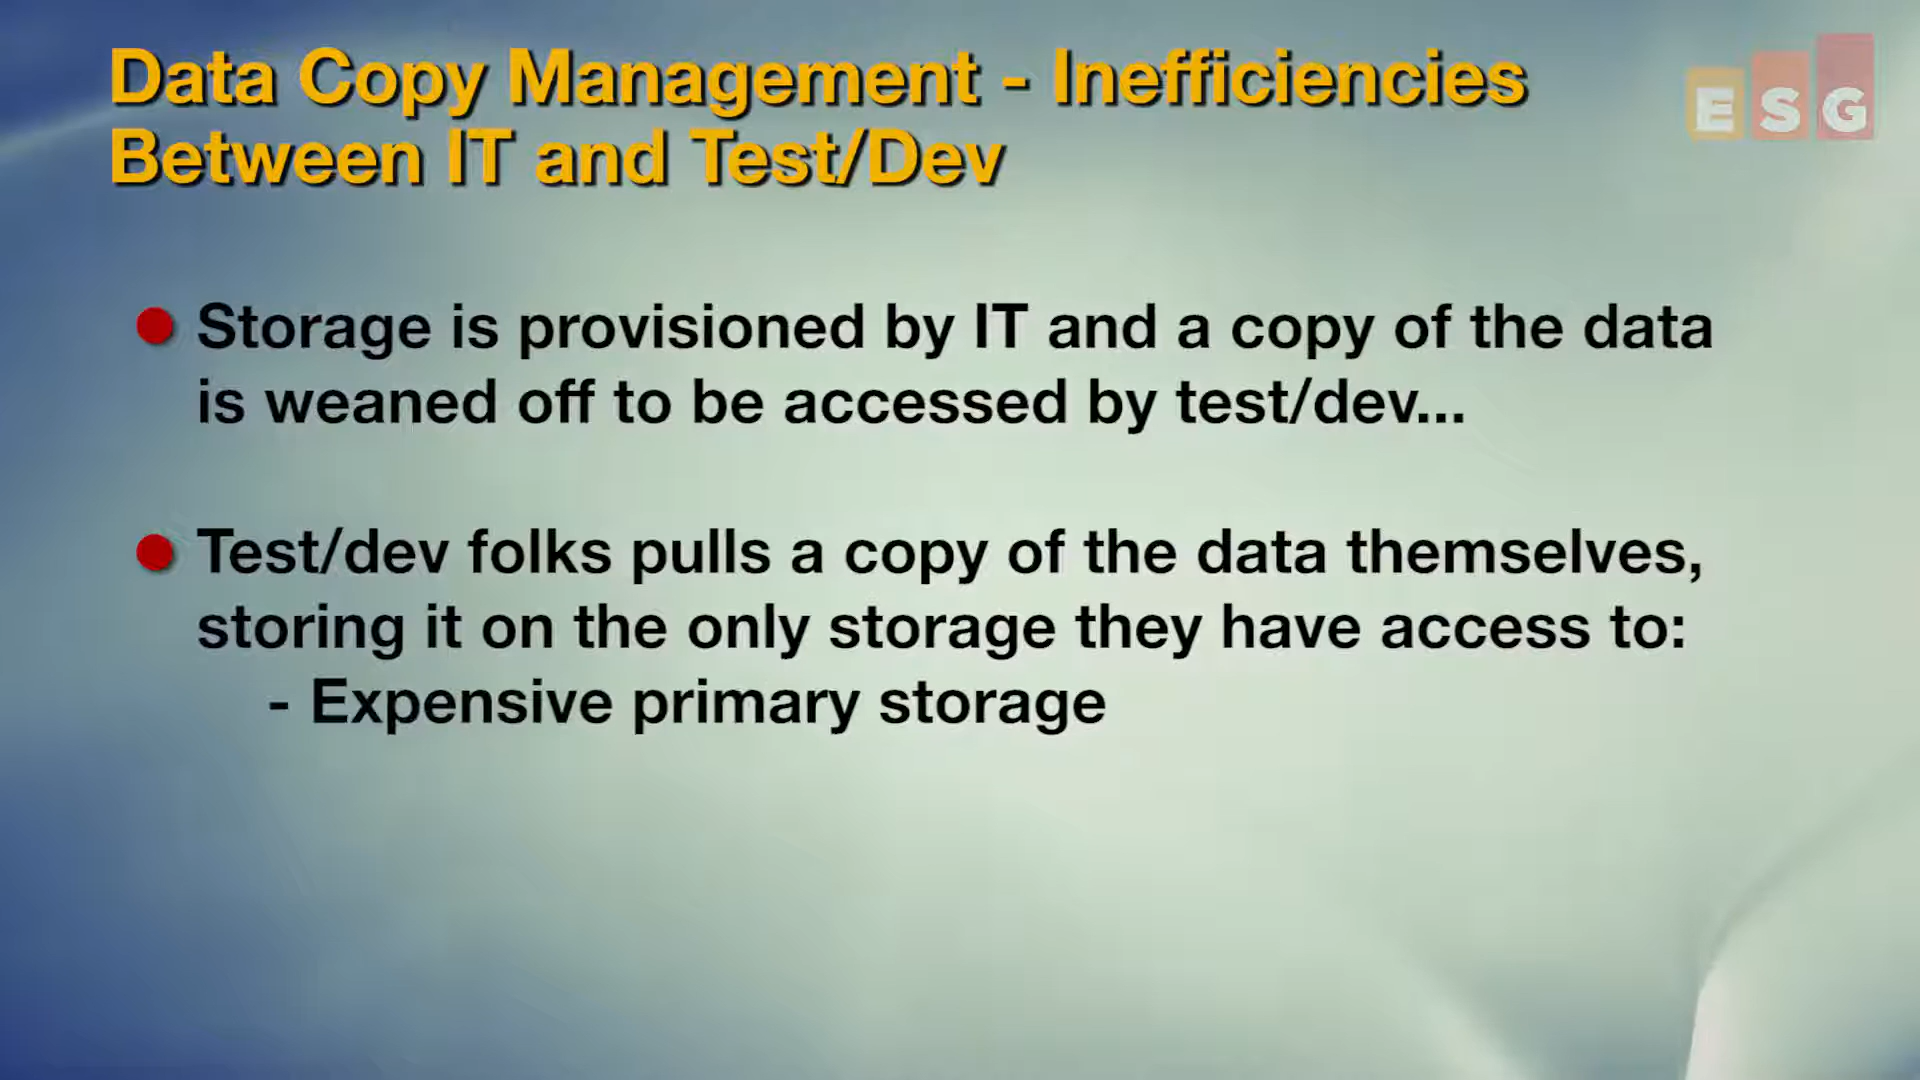 Data Copy Management - Inefficiencies
Between IT and Test/Dev
ESG
Storage is provisioned by IT and a copy of the data
is weaned off to be accessed by test/dev...
Test/dev folks pulls a copy of the data themselves,
storing it on the only storage they have access to:
- Expensive primary storage